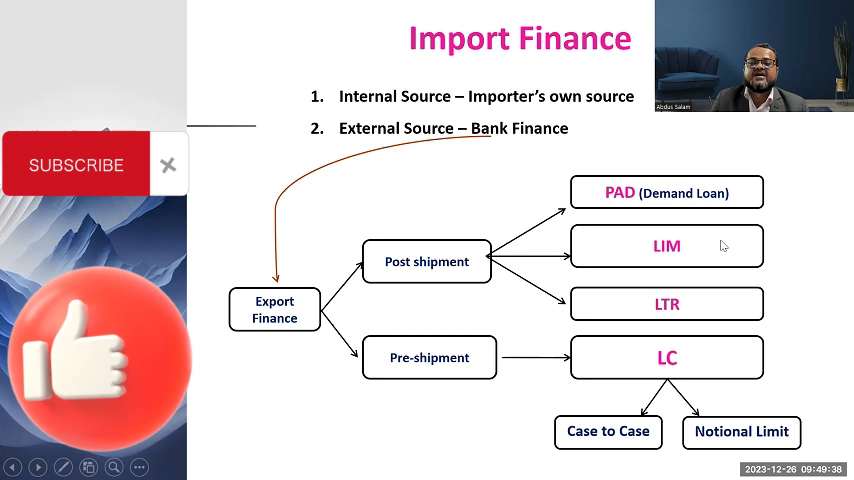 Import Finance
1. Internal Source – Importer's own source
2. External Source – Bank Finance
Abdus Salam
SUBSCRIBE
PAD (Demand Loan)
LIM
Post shipment
LTR
Export
Finance
Pre-shipment
LC
Case to Case
Notional Limit
2023-12-26 09:49:38